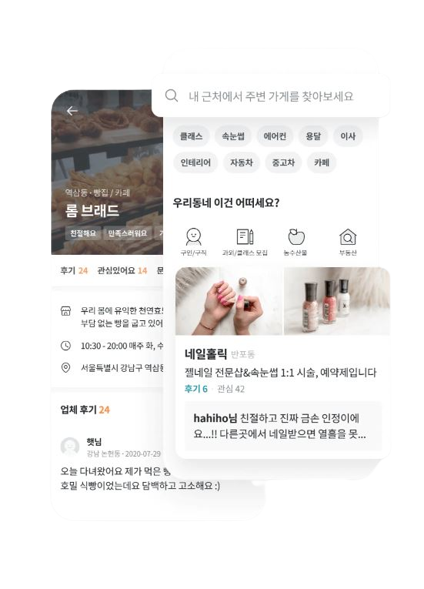 내 근처에서 주변 가게를 찾아보세요
클래스
속눈썹
에어컨
용달
이사
인테리어
자동차
중고차
카페
우리동네 이건 어떠세요?
구인/구직
과외/클래스 모집
농수산물
부동산
네일홀릭 반포동
젤네일 전문샵&속눈썹 1:1 시술, 예약제입니다
후기 6 · 관심 42
hahiho님 친절하고 진짜 금손 인정이에
요...!! 다른곳에서 네일받으면 열흘을 못...
역삼동 · 빵집 / 카페
롬 브래드
친절해요
만족스러워요
후기 24
관심있어요 14
우리 몸에 유익한 천연효
부담 없는 빵을 굽고 있어
10:30 - 20:00 매주 화, 수
서울특별시 강남구 역삼동
업체 후기 24
햇님
강남 논현동 · 2020-07-29
오늘 다녀왔어요 제가 먹은 빵
호밀 식빵이었는데요 담백하고 고소해요 :)